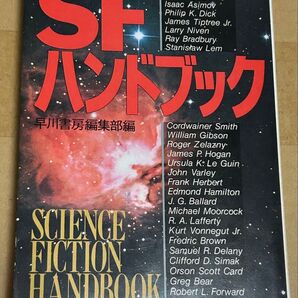 SF
ハンドブック
早川書房編集部編
Isaac Asimov
Philip K. Dick
James Tiptree Jr.
Larry Niven
Ray Bradbury
Stanisław Lem
Cordwainer Smith
William Gibson
Roger Zelazny
James P. Hogan
Ursula K. Le Guin
John Varley
Frank Herbert
Edmond Hamilton
J. G. Ballard
Michael Moorcock
R. A. Lafferty
Kurt Vonnegut Jr.
Fredric Brown
Samuel R. Delany
Clifford D. Simak
Orson Scott Card
Greg Bear
Robert L. Forward
SCIENCE
FICTION
HANDBOOK